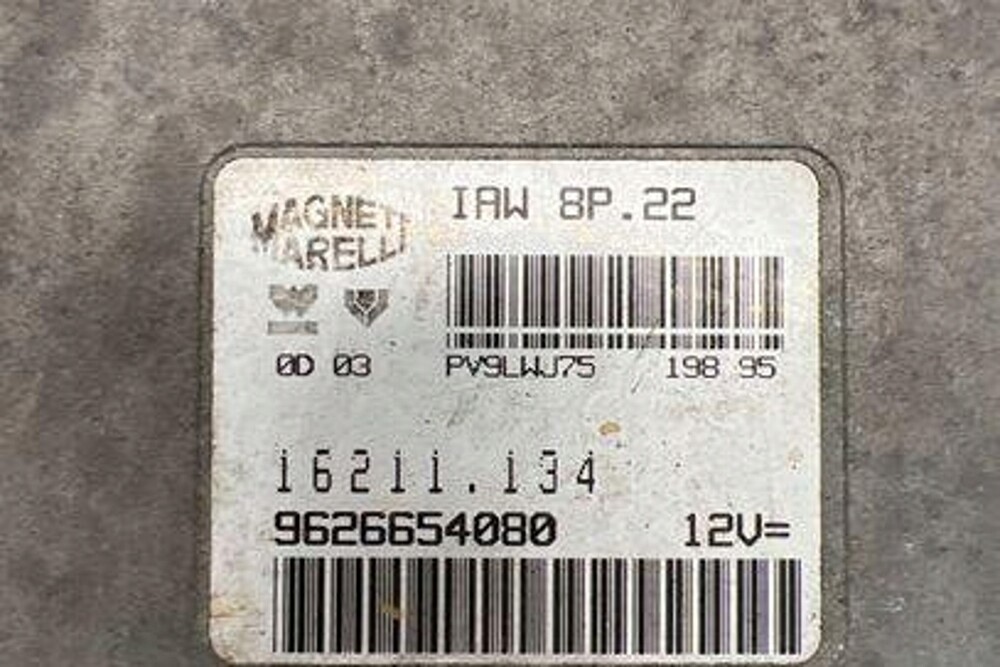 MAGNETI
MARELLI
IAW 8P.22
0D 03
PV9LWJ75 198 95
16211.134
9626654080 12V=